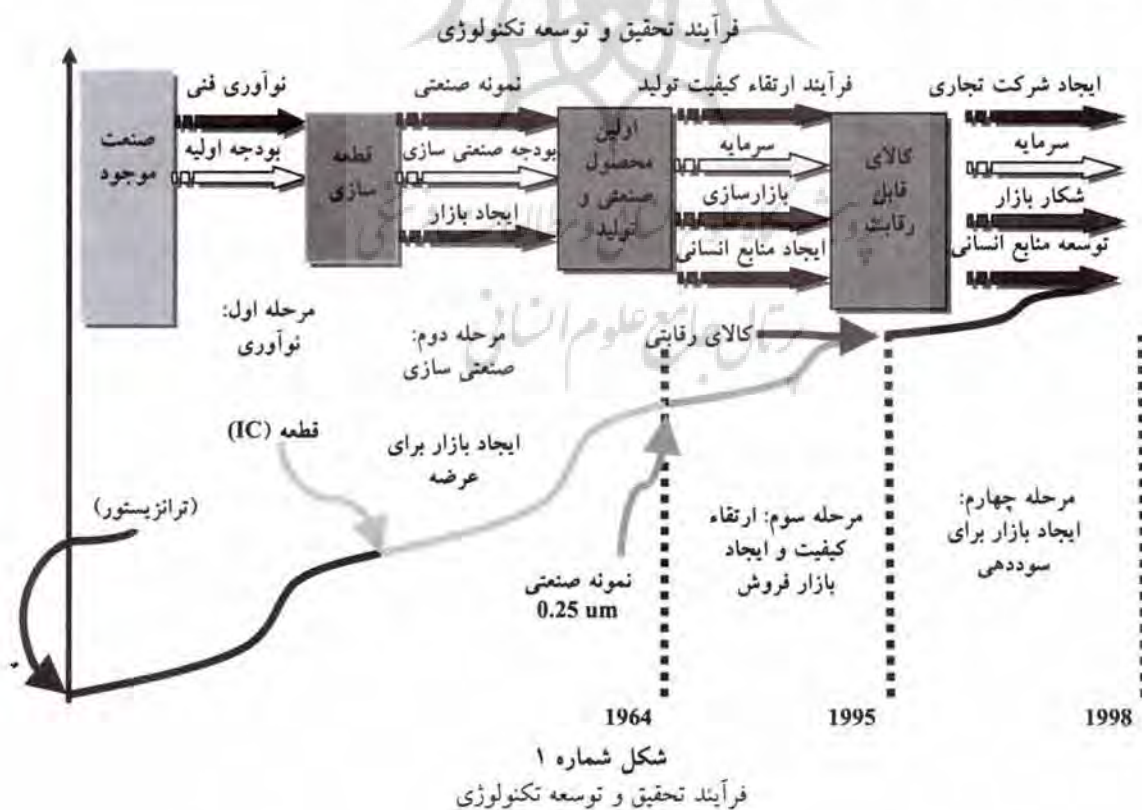 فرآیند تحقیق و توسعه تکنولوژی
صنعت
موجود
نوآوری فنی
بودجه اولیه
قطعه
سازی
نمونه صنعتی
بودجه صنعتی سازی
ایجاد بازار
اولین
محصول
صنعتی و
تولید
فرآیند ارتقاء کیفیت تولید
سرمایه
بازارسازی
ایجاد منابع انسانی
کالای
قابل
رقابت
ایجاد شرکت تجاری
سرمایه
شکار بازار
توسعه منابع انسانی
پرتال جامع علوم انسانی
مرحله اول:
نوآوری
مرحله دوم:
صنعتی سازی
کالای رقابتی
قطعه (IC)
ایجاد بازار برای
عرضه
(ترانزیستور)
نمونه صنعتی
0.25 um
مرحله سوم: ارتقاء
کیفیت و ایجاد
بازار فروش
مرحله چهارم:
ایجاد بازار برای
سوددهی
1964
1995
1998
شکل شماره ۱
فرآیند تحقیق و توسعه تکنولوژی